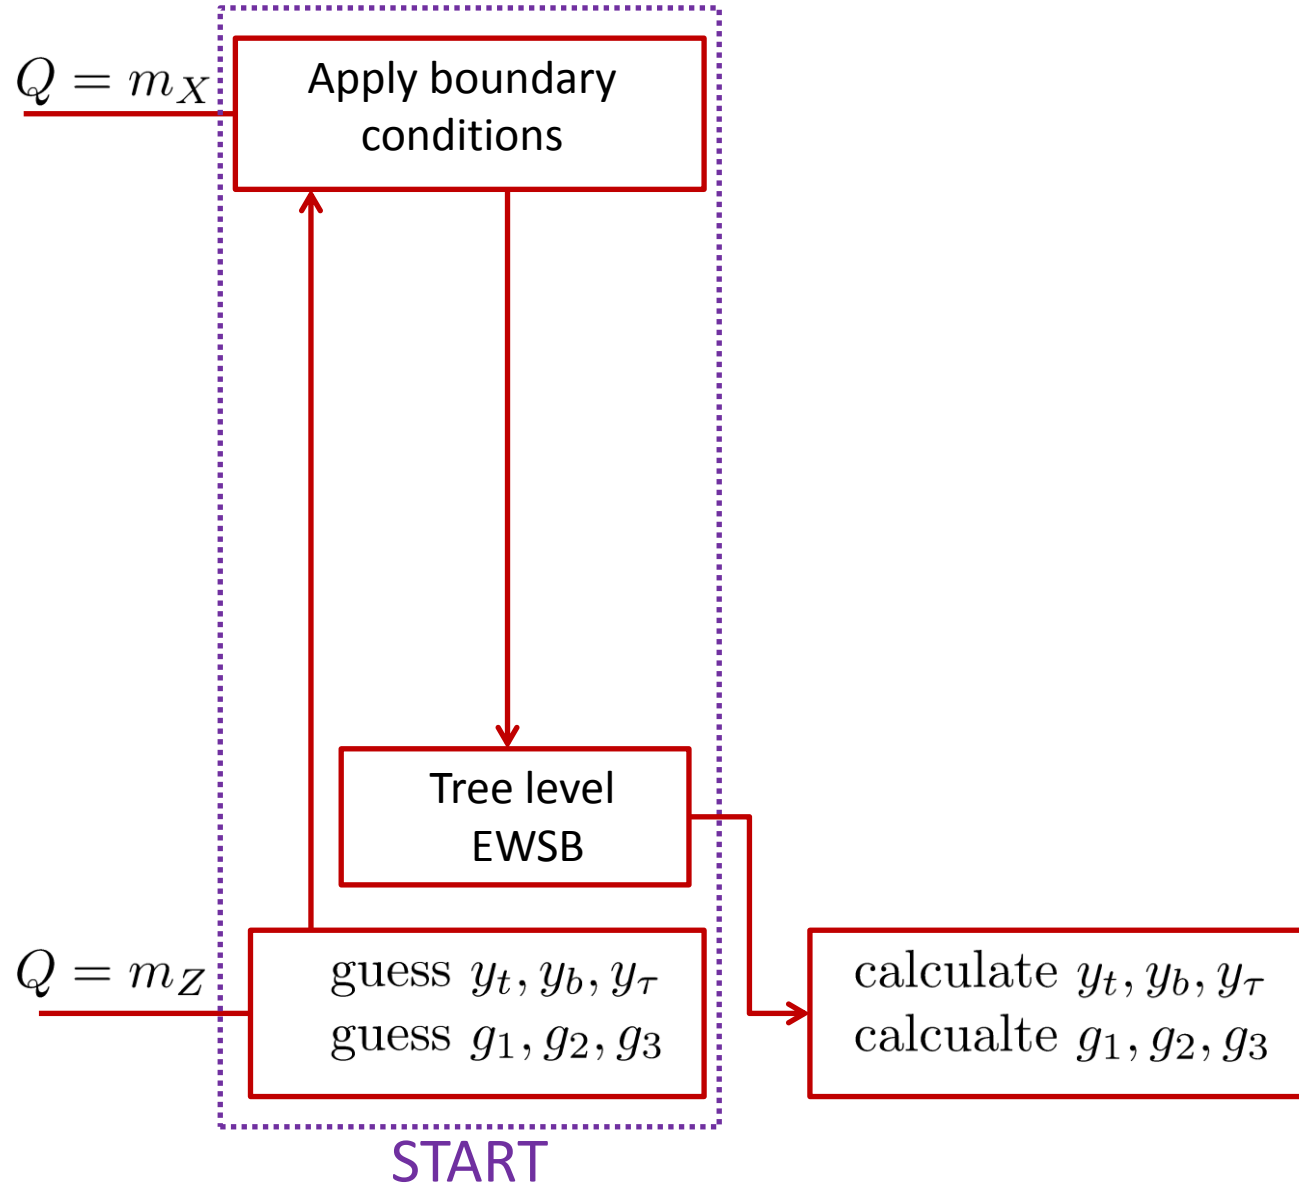 Q = m_X
Apply boundary
conditions
Tree level
EWSB
Q = m_Z
guess y_t, y_b, y_τ
guess g_1, g_2, g_3
calculate y_t, y_b, y_τ
calcualte g_1, g_2, g_3
START